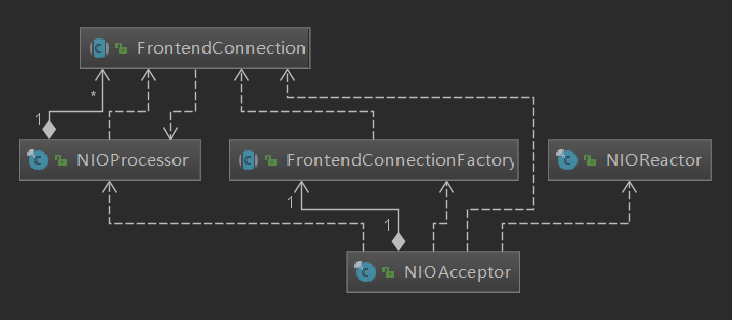 FrontendConnection
*
1
NIOProcessor
FrontendConnectionFactory
NIOReactor
1
1
NIOAcceptor